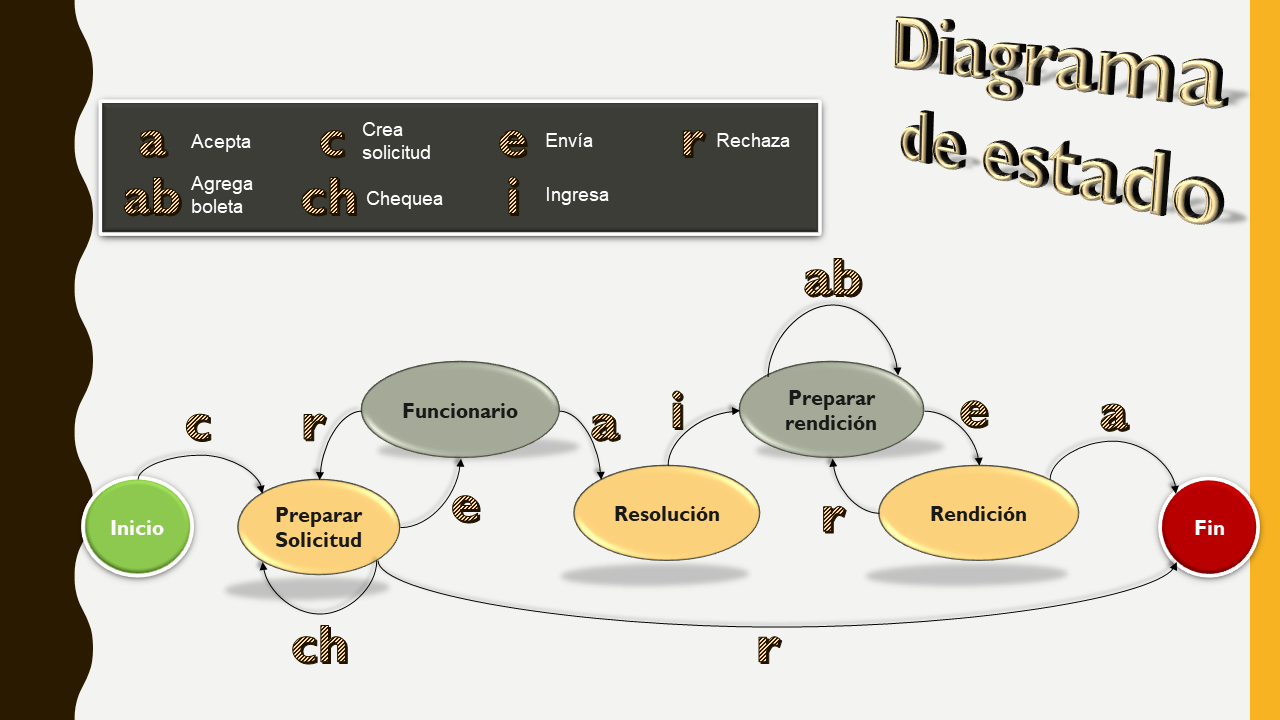 Diagrama
de estado
a Acepta
c Crea
solicitud
e Envía
r Rechaza
ab Agrega
boleta
ch Chequea
i Ingresa
ab
c
r
Funcionario
a
i
Preparar
rendición
e
a
Inicio
Preparar
Solicitud
e
Resolución
r
Rendición
Fin
ch
r